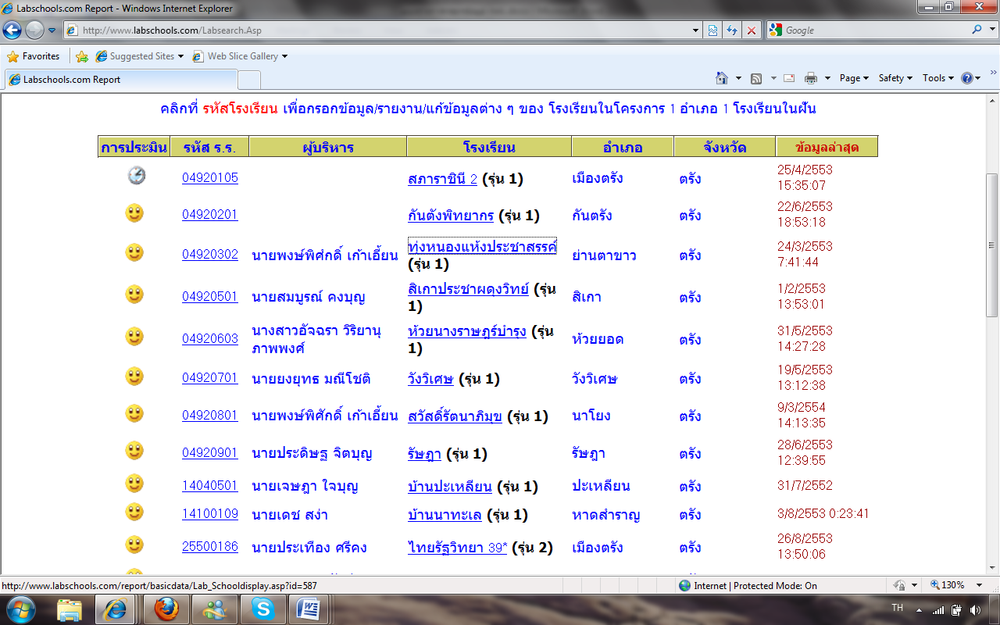 Labschools.com Report - Windows Internet Explorer
http://www.labschools.com/Labsearch.Asp
Google
Favorites Suggested Sites Web Slice Gallery
Labschools.com Report Page Safety Tools
คลิกที่ รหัสโรงเรียน เพื่อกรอกข้อมูล/รายงาน/แก้ข้อมูลต่าง ๆ ของ โรงเรียนในโครงการ 1 อำเภอ 1 โรงเรียนในฝัน
การประมิน รหัส ร.ร. ผู้บริหาร โรงเรียน อำเภอ จังหวัด ข้อมูลล่าสุด
04920105 สภาราชินี 2 (รุ่น 1) เมืองตรัง ตรัง 25/4/2553
15:35:07
04920201 กันตังพิทยากร (รุ่น 1) กันตรัง ตรัง 22/6/2553
18:53:18
04920302 นายพงษ์พิศํกดิ์ เก้าเอี้ยน ทุ่งหนองแห้งประชาสรรค์ ย่านตาขาว ตรัง 24/3/2553
(รุ่น 1) 7:41:44
04920501 นายสมบูรณ์ คงบุญ สิเกาประชาผดุงวิทย์ (รุ่น สิเกา ตรัง 1/2/2553
1) 13:53:01
04920603 นางสาวอัจฉรา วิริยานุ ห้วยนางราษฎร์บำรุง (รุ่น ห้วยยอด ตรัง 31/5/2553
ภาพพงศ์ 1) 14:27:28
04920701 นายยงยุทธ มณีโชติ วังวิเศษ (รุ่น 1) วังวิเศษ ตรัง 19/5/2553
13:12:38
04920801 นายพงษ์พิศักดิ์ เก้าเอี้ยน สวัสดิ์รัตนาภิมุข (รุ่น 1) นาโยง ตรัง 9/3/2554
14:13:35
04920901 นายประดิษฐ จิตบุญ รัษฎา (รุ่น 1) รัษฎา ตรัง 28/6/2553
12:39:55
14040501 นายเจษฎา ใจบุญ บ้านปะเหลียน (รุ่น 1) ปะเหลียน ตรัง 31/7/2552
14100109 นายเดช สง่า บ้านนาทะเล (รุ่น 1) หาดสำราญ ตรัง 3/8/2553 0:23:41
25500186 นายประเทือง ศรีคง ไทยรัฐวิทยา 39* (รุ่น 2) เมืองตรัง ตรัง 26/8/2553
13:50:06
http://www.labschools.com/report/basicdata/Lab_Schooldisplay.asp?id=587 Internet | Protected Mode: On 130%
TH